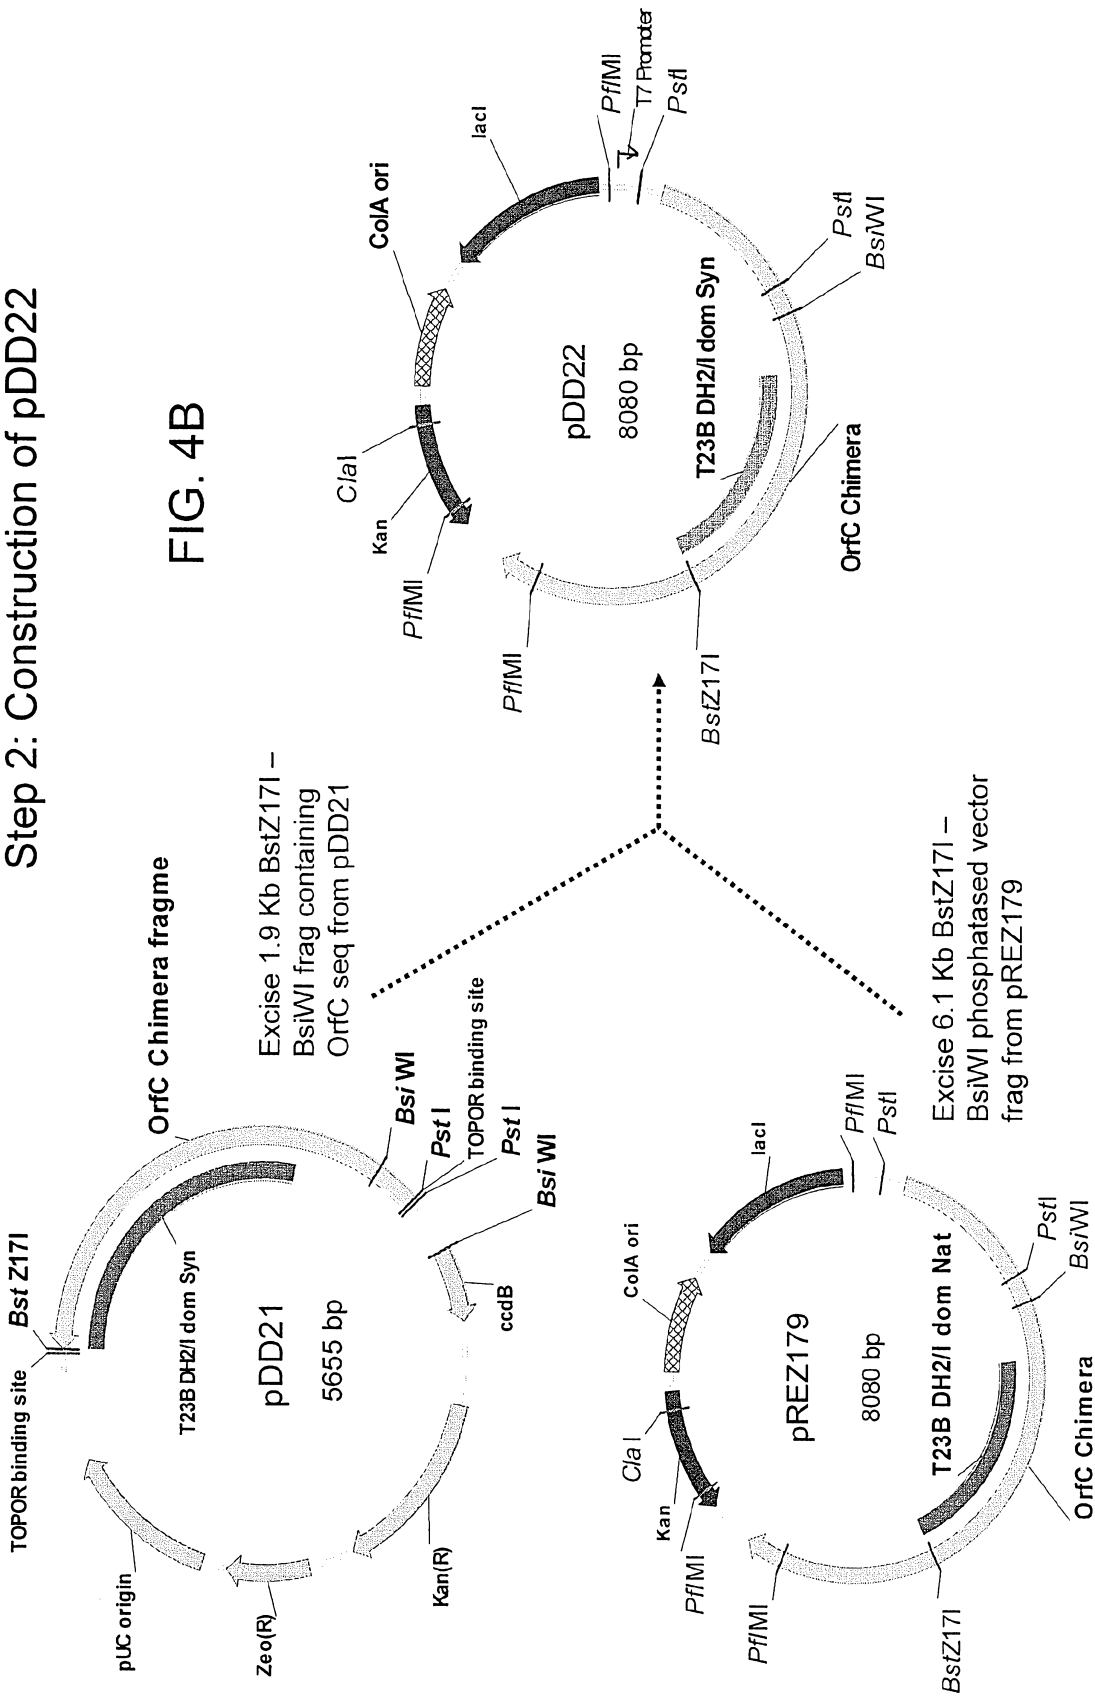 Step 2: Construction of pDD22
FIG. 4B
TOPOR binding site
Bst Z17I
OrfC Chimera fragme
pUC origin
T23B DH2/I dom Syn
pDD21
5655 bp
Zeo(R)
Kan(R)
ccdB
Bsi WI
Pst I
TOPOR binding site
Pst I
Bsi WI
Excise 1.9 Kb BstZ17I –
BsiWI frag containing
OrfC seq from pDD21
ColA ori
lacI
ClaI
Kan
PflMI
PflMI
T7 Promoter
PstI
pDD22
8080 bp
PflMI
T23B DH2/I dom Syn
PstI
BsiWI
BstZ17I
OrfC Chimera
ColA ori
lacI
Cla I
Kan
PflMI
PflMI
PstI
pREZ179
8080 bp
PflMI
T23B DH2/I dom Nat
PstI
BsiWI
BstZ17I
OrfC Chimera
Excise 6.1 Kb BstZ17I –
BsiWI phosphatased vector
frag from pREZ179